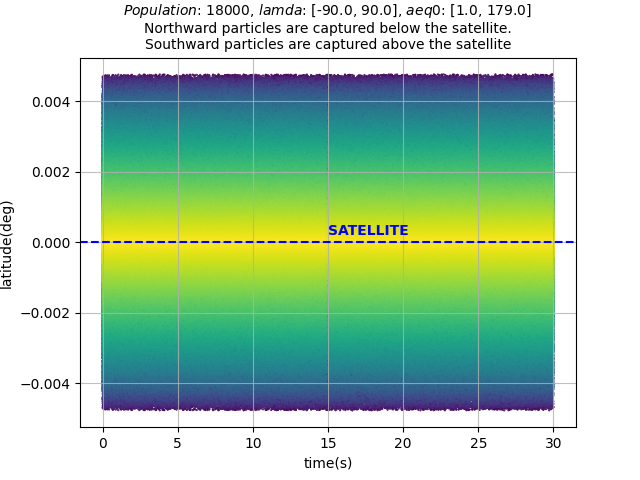 Population: 18000, lamda: [-90.0, 90.0], aeq0: [1.0, 179.0]
Northward particles are captured below the satellite.
Southward particles are captured above the satellite
latitude(deg)
0.004
0.002
0.000
−0.002
−0.004
SATELLITE
0
5
10
15
20
25
30
time(s)